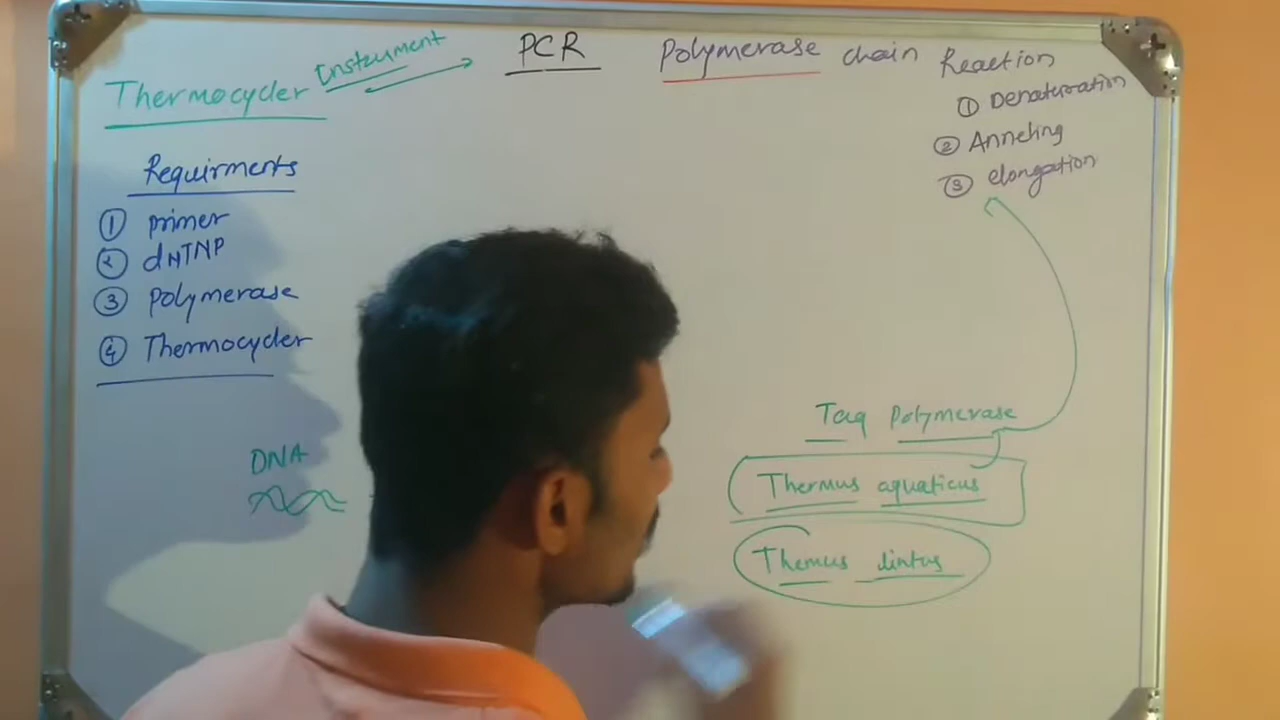 PCR Polymerase chain Reaction
Thermocycler Instrument
① Denaturation
② Anneling
③ elongation
Requirments
① primer
② dNTNP
③ polymerase
④ Thermocycler
DNA
Taq polymerase
Thermus aquaticus
Themus lintus